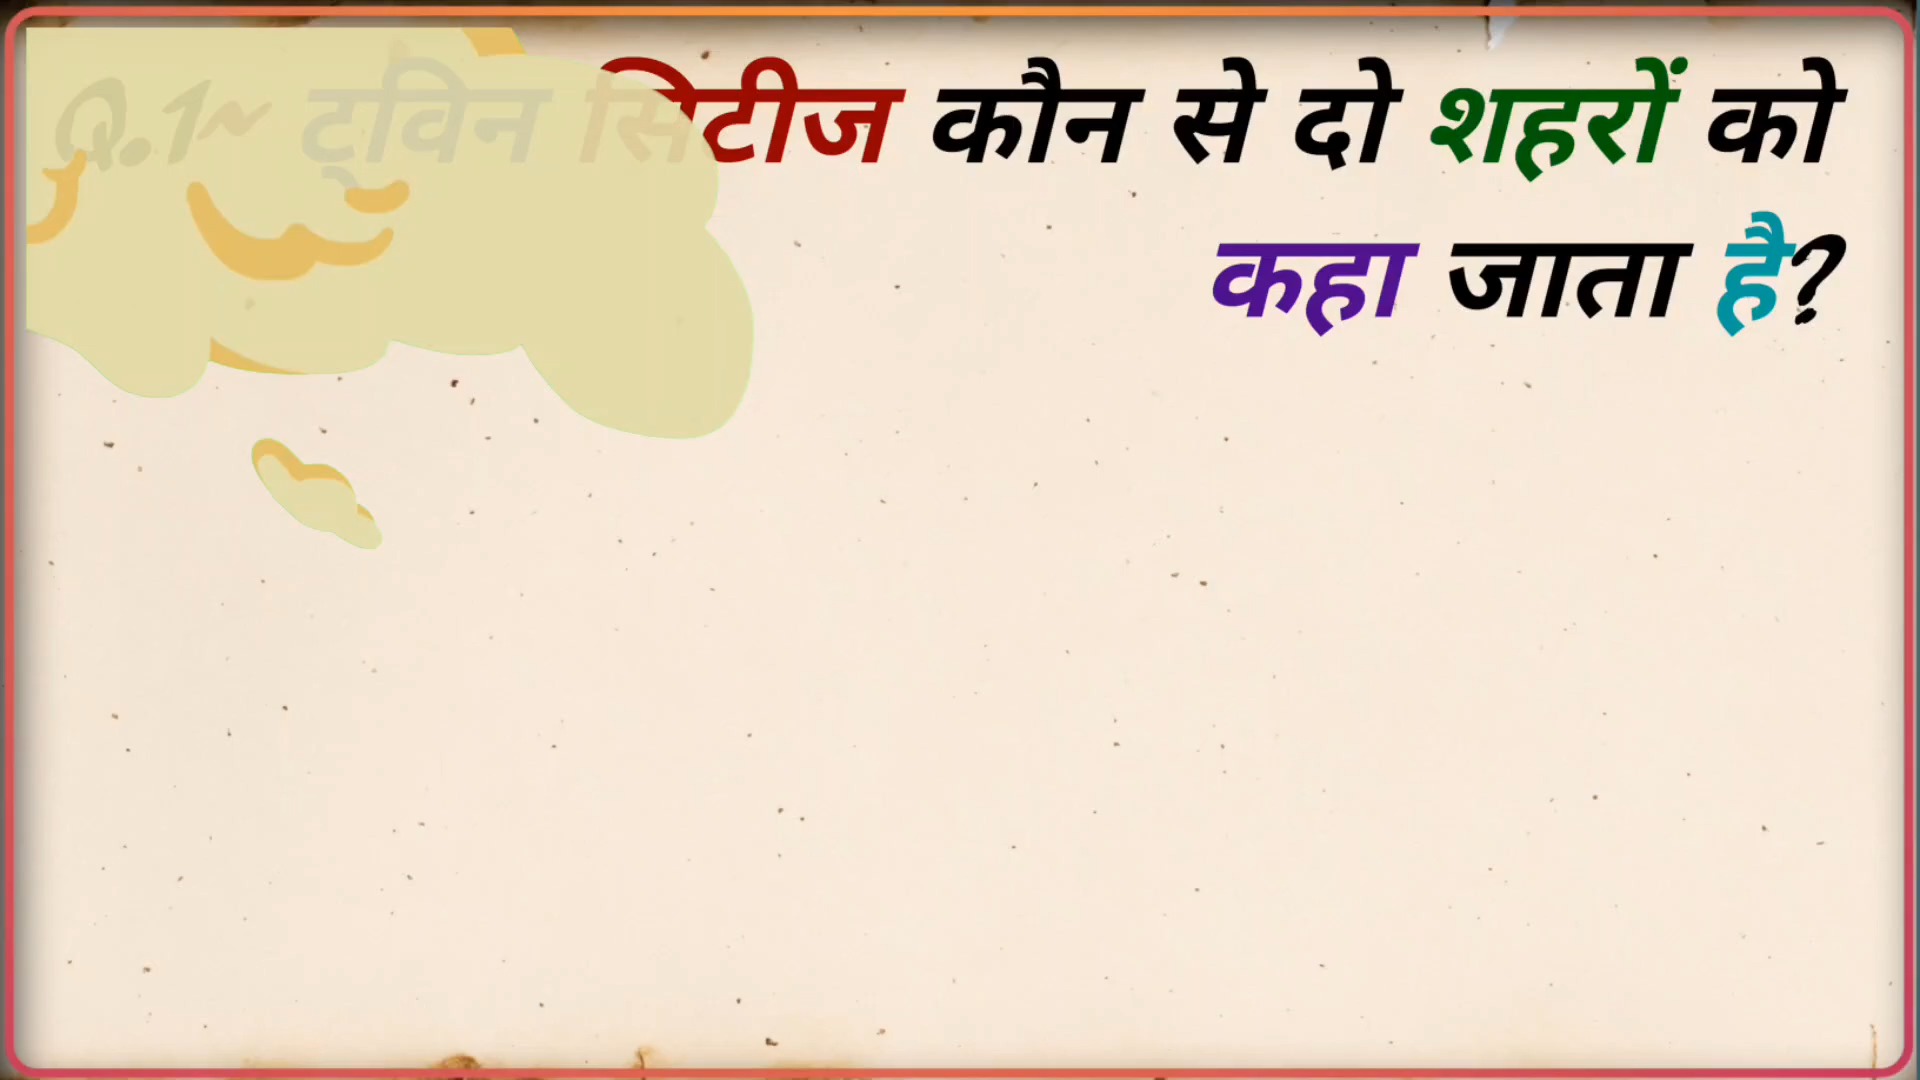 Q.1~ ट्विन सिटीज कौन से दो शहरों को
कहा जाता है?